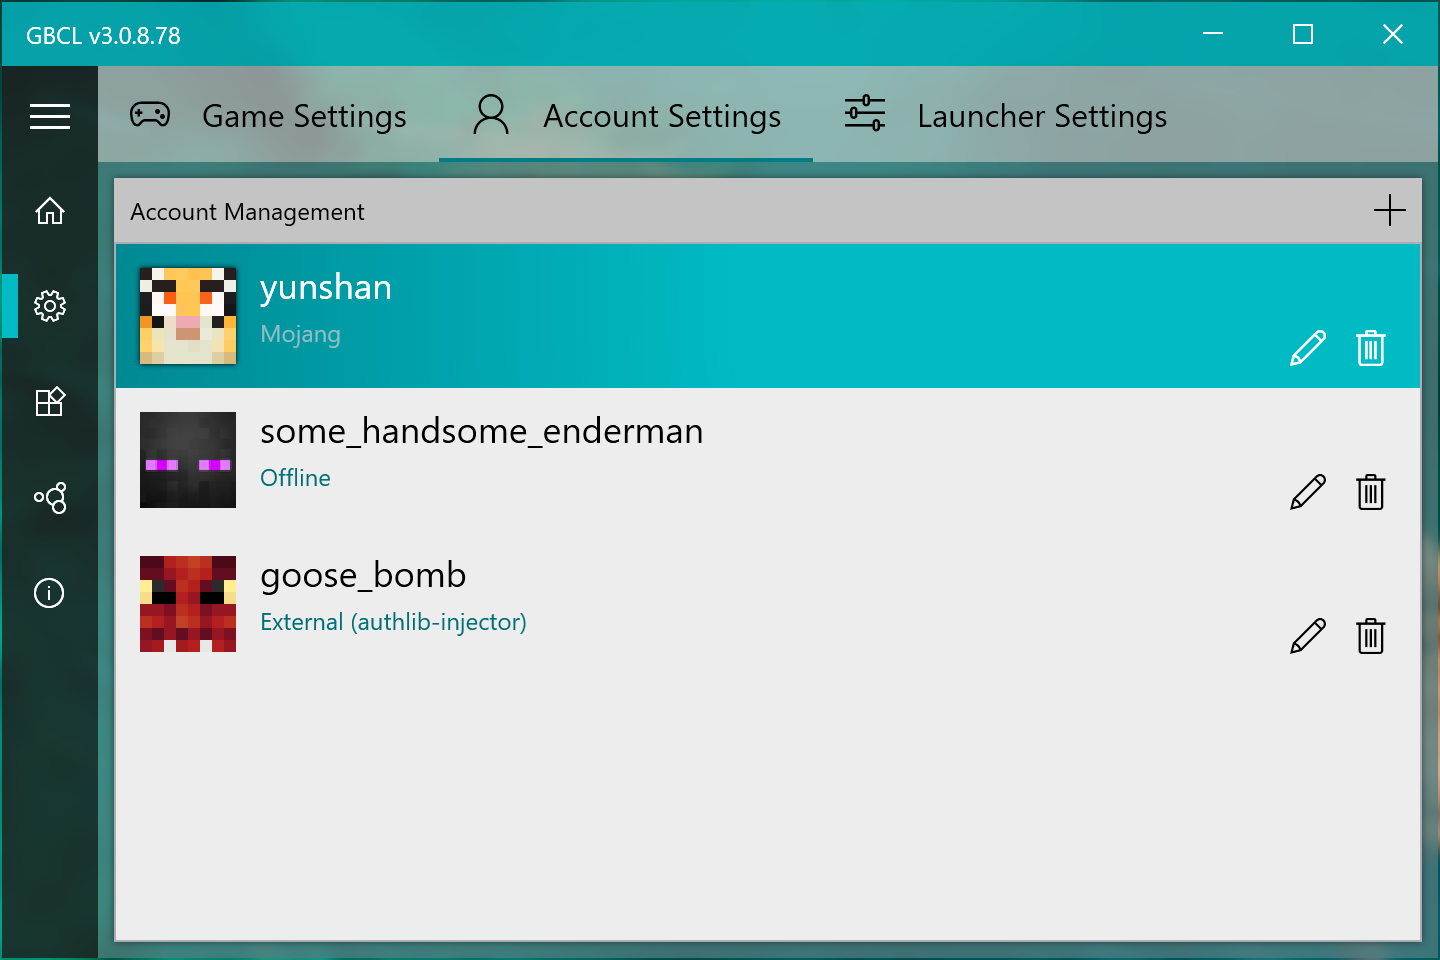 GBCL v3.0.8.78
Game Settings
Account Settings
Launcher Settings
Account Management
yunshan
Mojang
some_handsome_enderman
Offline
goose_bomb
External (authlib-injector)